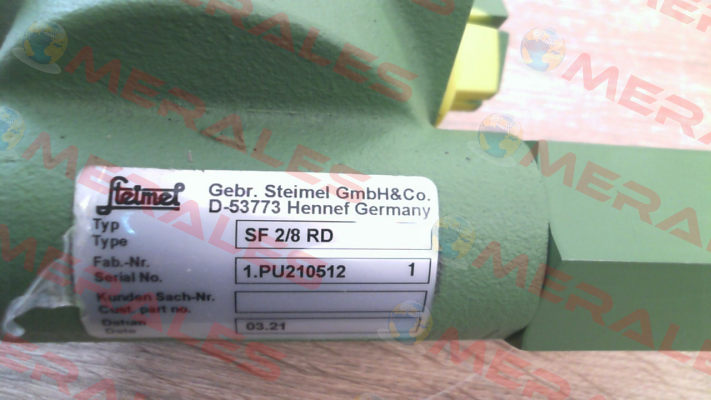 Steimel
Gebr. Steimel GmbH&Co.
D-53773 Hennef Germany
Typ
Type
SF 2/8 RD
Fab.-Nr.
Serial No.
1.PU210512 1
Kunden Sach-Nr.
Cust. part no.
Datum
Date
03.21
MERALES
MERALES
MERALES
MERALES
MERALES